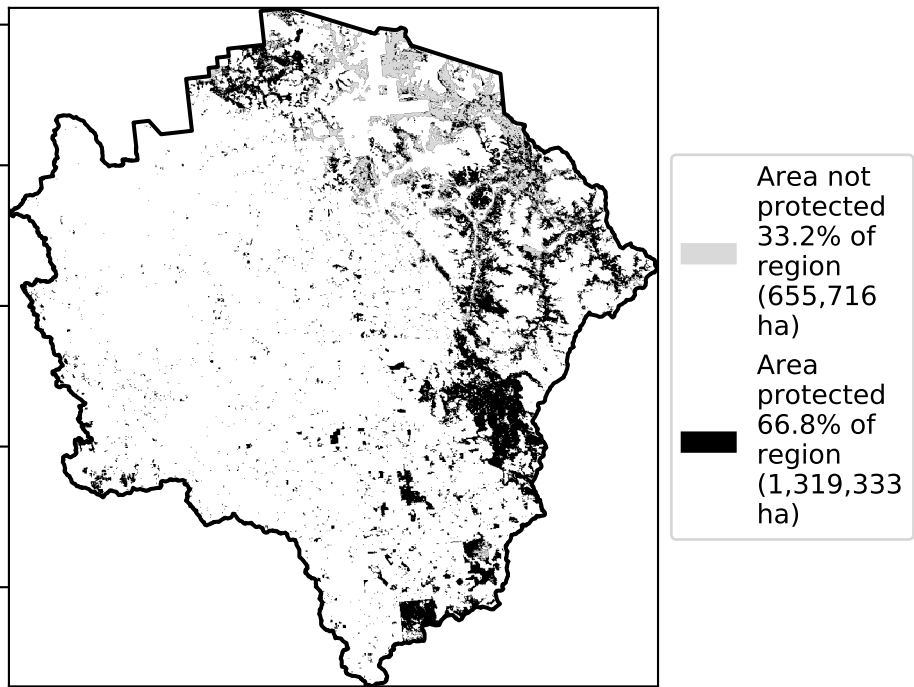 Area not
protected
33.2% of
region
(655,716
ha)
Area
protected
66.8% of
region
(1,319,333
ha)